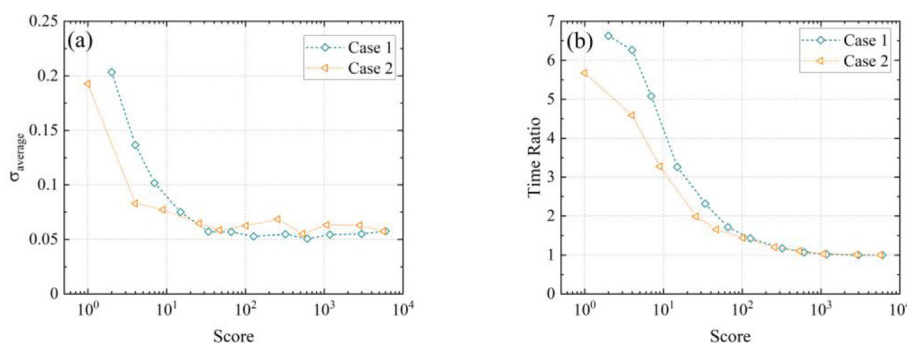 (a)
Case 1
Case 2
0.25
0.2
0.15
0.1
0.05
0
σaverage
10⁰ 10¹ 10² 10³ 10⁴
Score
(b)
Case 1
Case 2
7
6
5
4
3
2
1
0
Time Ratio
10⁰ 10¹ 10² 10³ 10⁴
Score